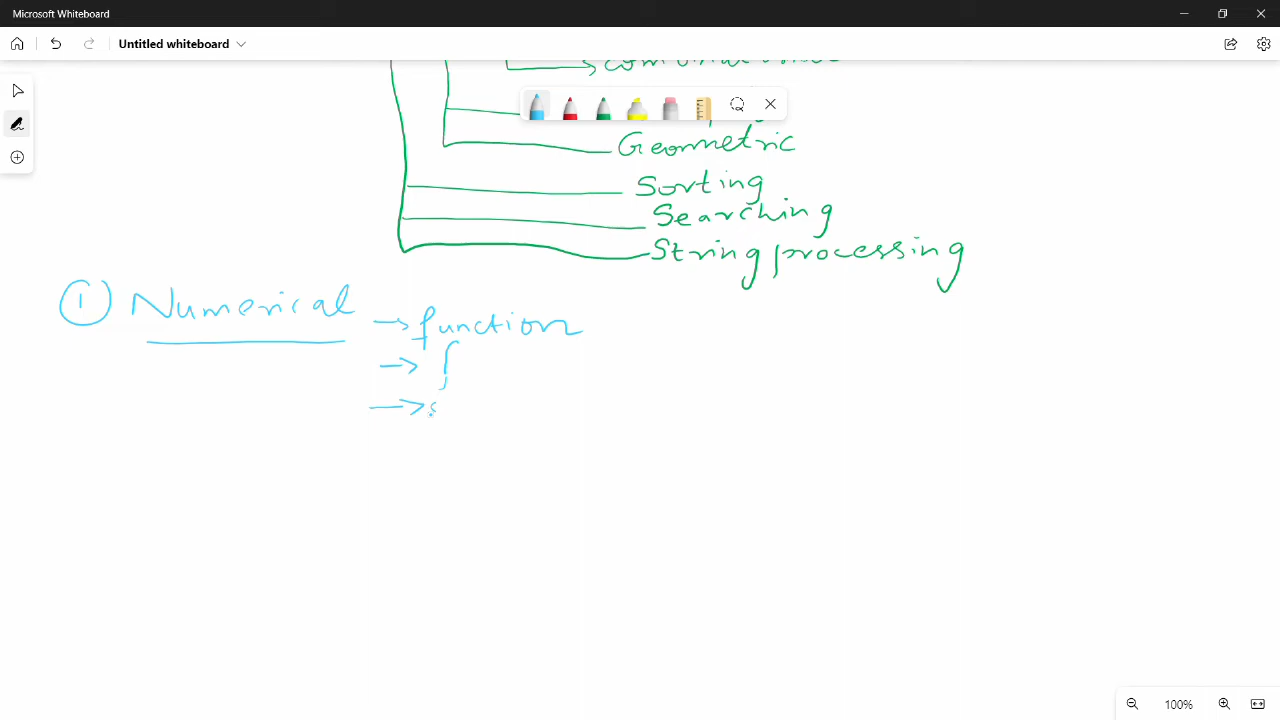 Microsoft Whiteboard
Untitled whiteboard
Geometric
Sorting
Searching
String processing
① Numerical
→ function
→ ∫
→ s
100%